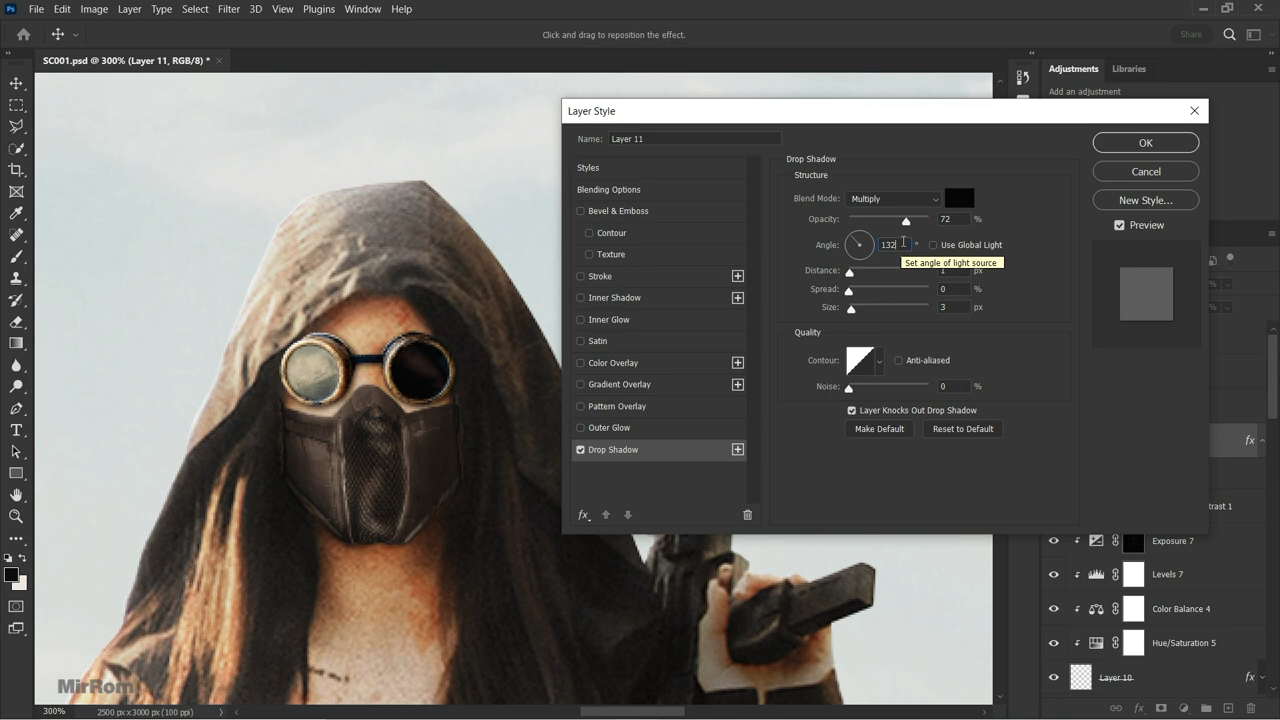 Ps File Edit Image Layer Type Select Filter 3D View Plugins Window Help
Click and drag to reposition the effect. Share
SC001.psd @ 300% (Layer 11, RGB/8) *
Adjustments Libraries
Add an adjustment
Layer Style
Name: Layer 11
Styles
Blending Options
Bevel & Emboss
Contour
Texture
Stroke
Inner Shadow
Inner Glow
Satin
Color Overlay
Gradient Overlay
Pattern Overlay
Outer Glow
Drop Shadow
fx
Drop Shadow
Structure
Blend Mode: Multiply
Opacity: 72 %
Angle: 132 ° Use Global Light
Set angle of light source
Distance: 1 px
Spread: 0 %
Size: 3 px
Quality
Contour: Anti-aliased
Noise: 0 %
Layer Knocks Out Drop Shadow
Make Default Reset to Default
OK
Cancel
New Style...
Preview
fx
Exposure 7
Levels 7
Color Balance 4
Hue/Saturation 5
Layer 10 fx
fx
MirRom
300% 2500 px x 3000 px (100 ppi)